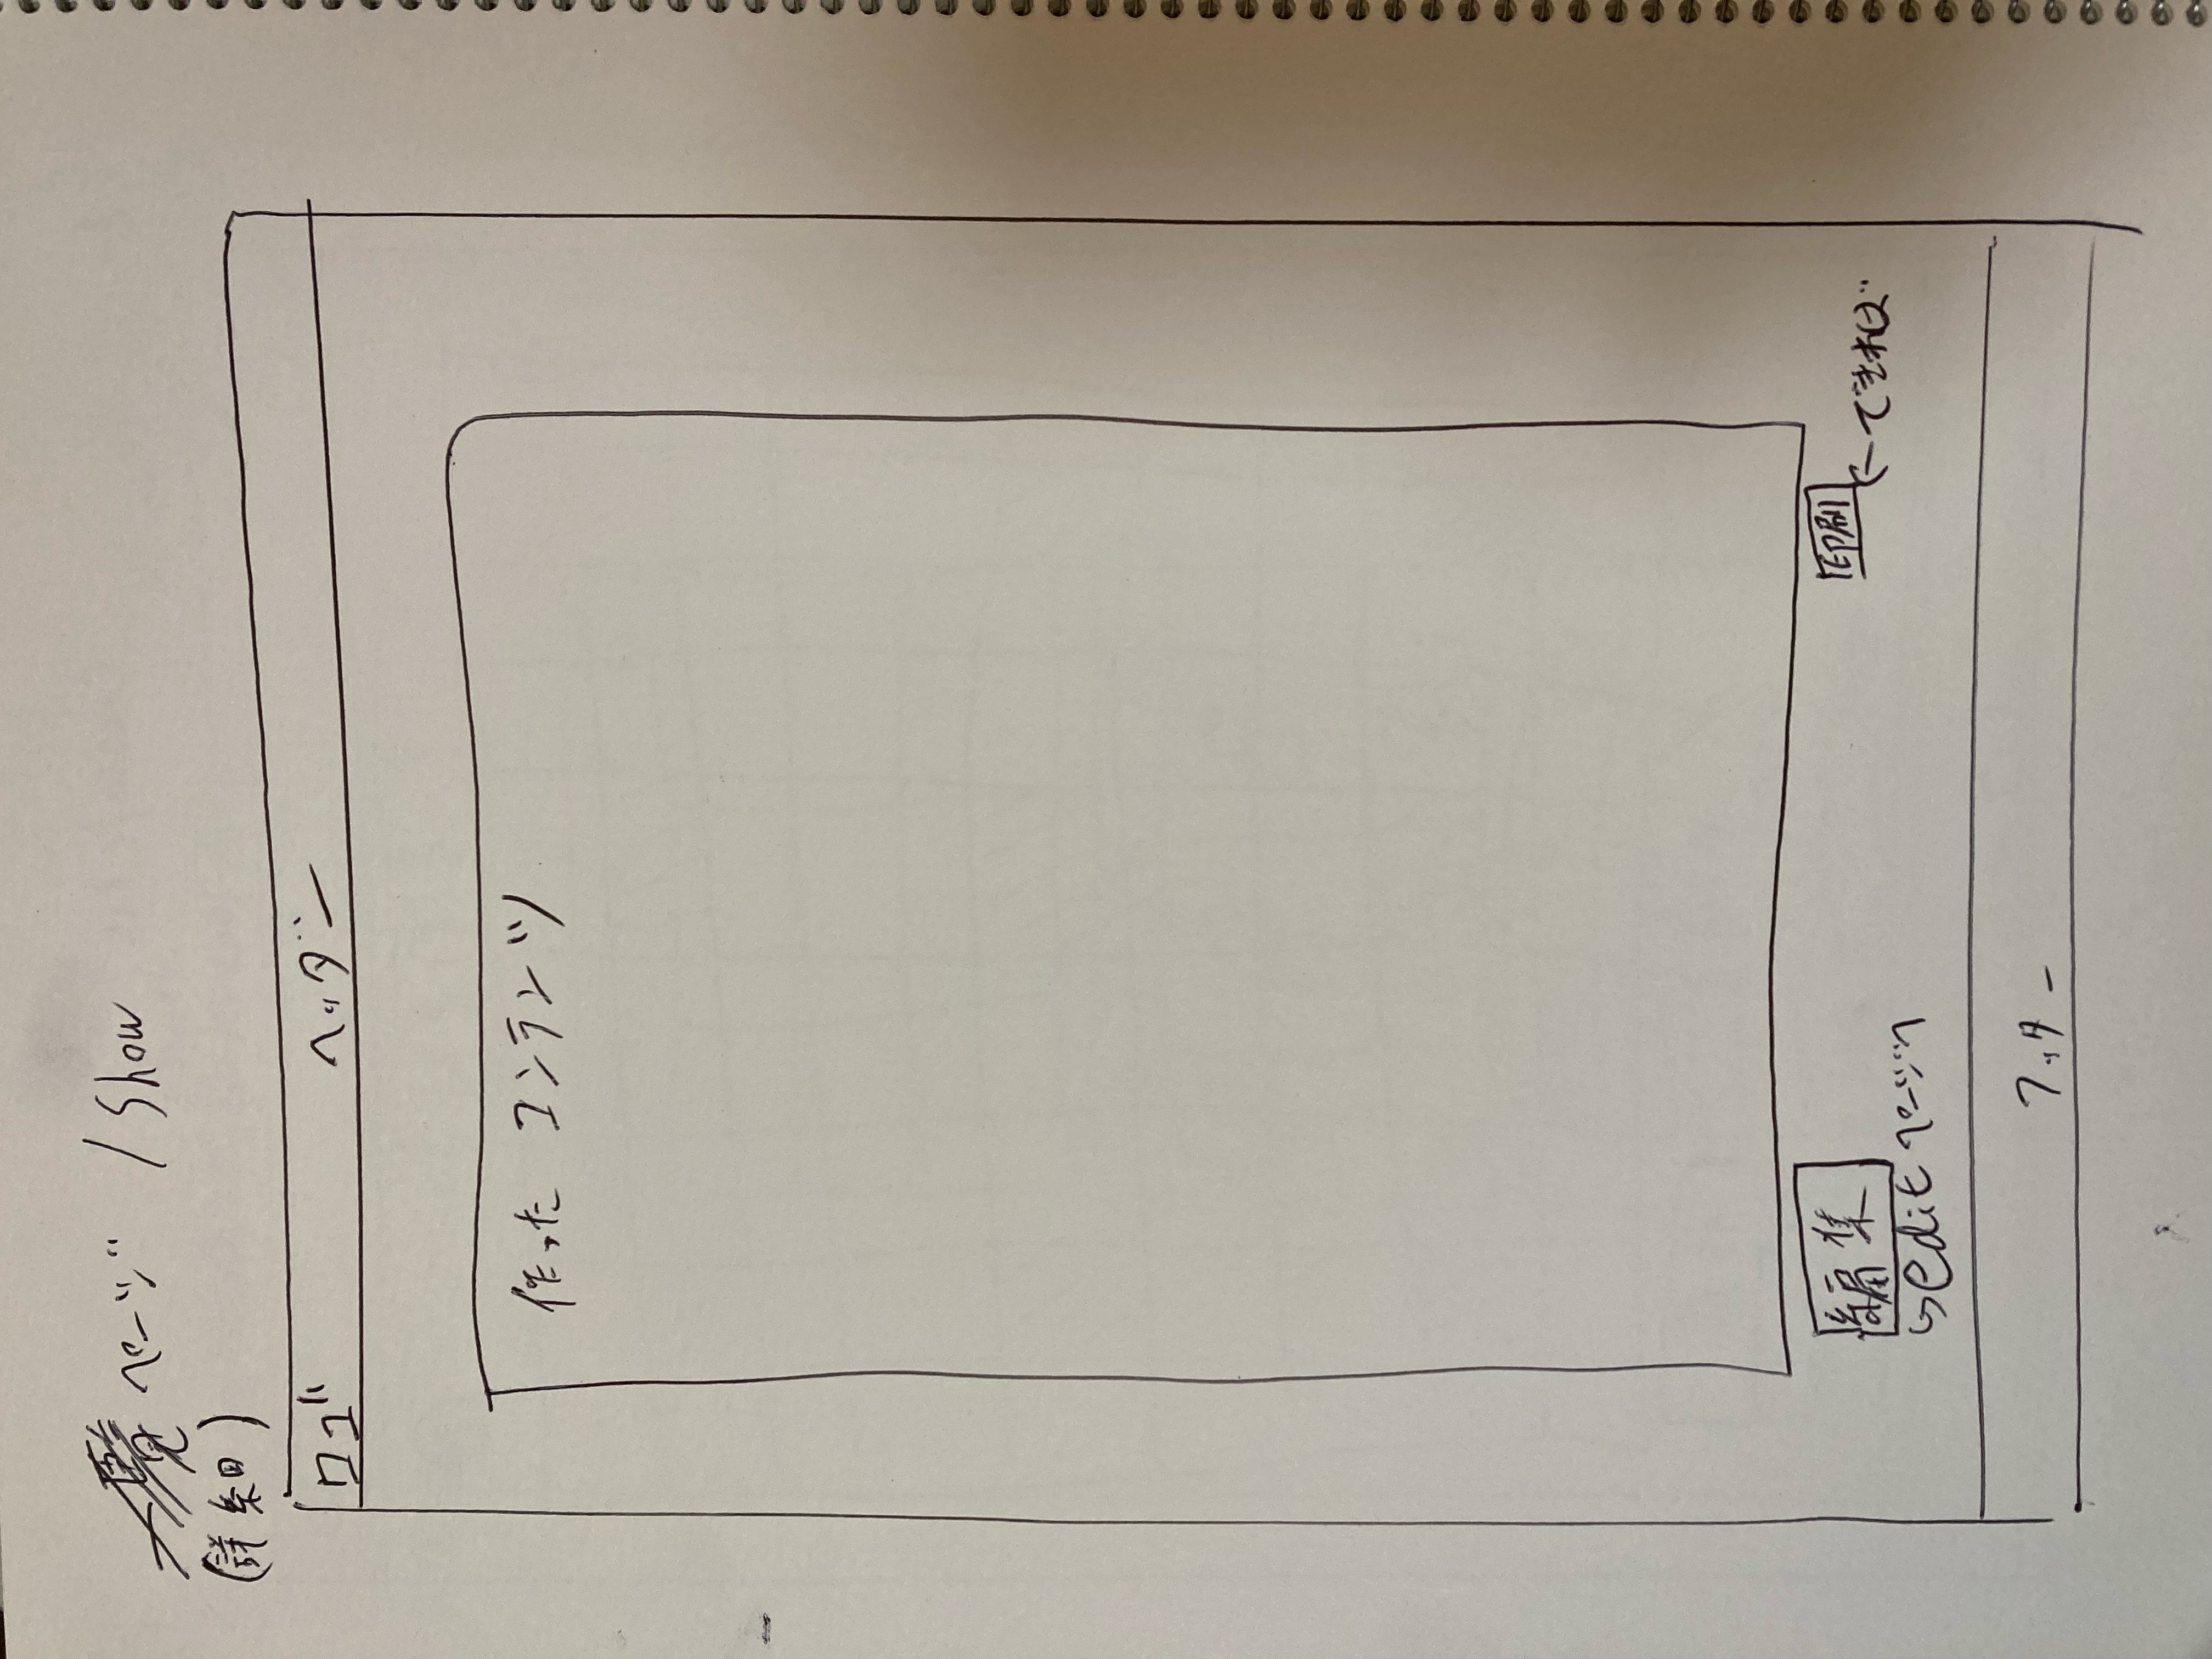 一覧ページ /show
(詳細)
ロゴ ヘッダー
作った コンテンツ
編集 印刷 ←できれば
↳edit ページへ
フッター